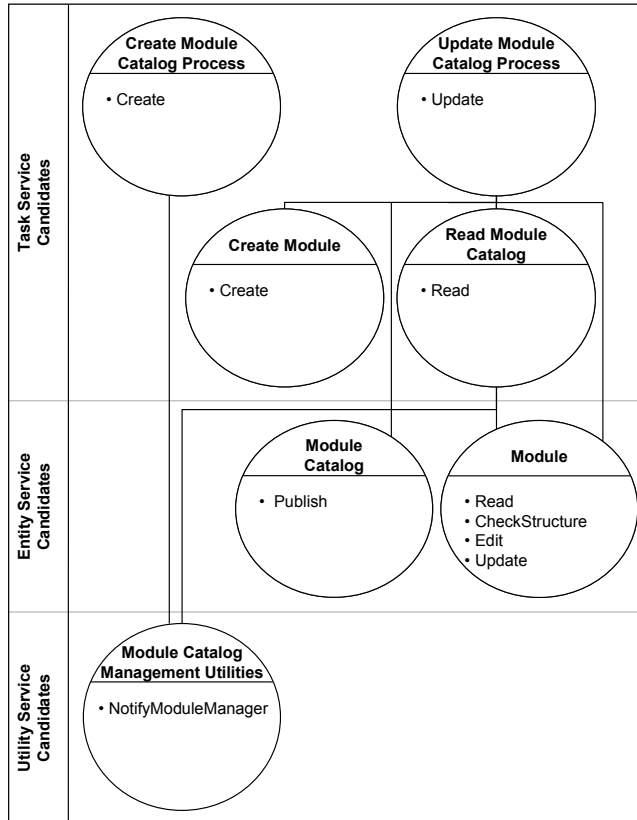 Task Service
Candidates
Create Module
Catalog Process
• Create
Update Module
Catalog Process
• Update
Create Module
• Create
Read Module
Catalog
• Read
Entity Service
Candidates
Module
Catalog
• Publish
Module
• Read
• CheckStructure
• Edit
• Update
Utility Service
Candidates
Module Catalog
Management Utilities
• NotifyModuleManager